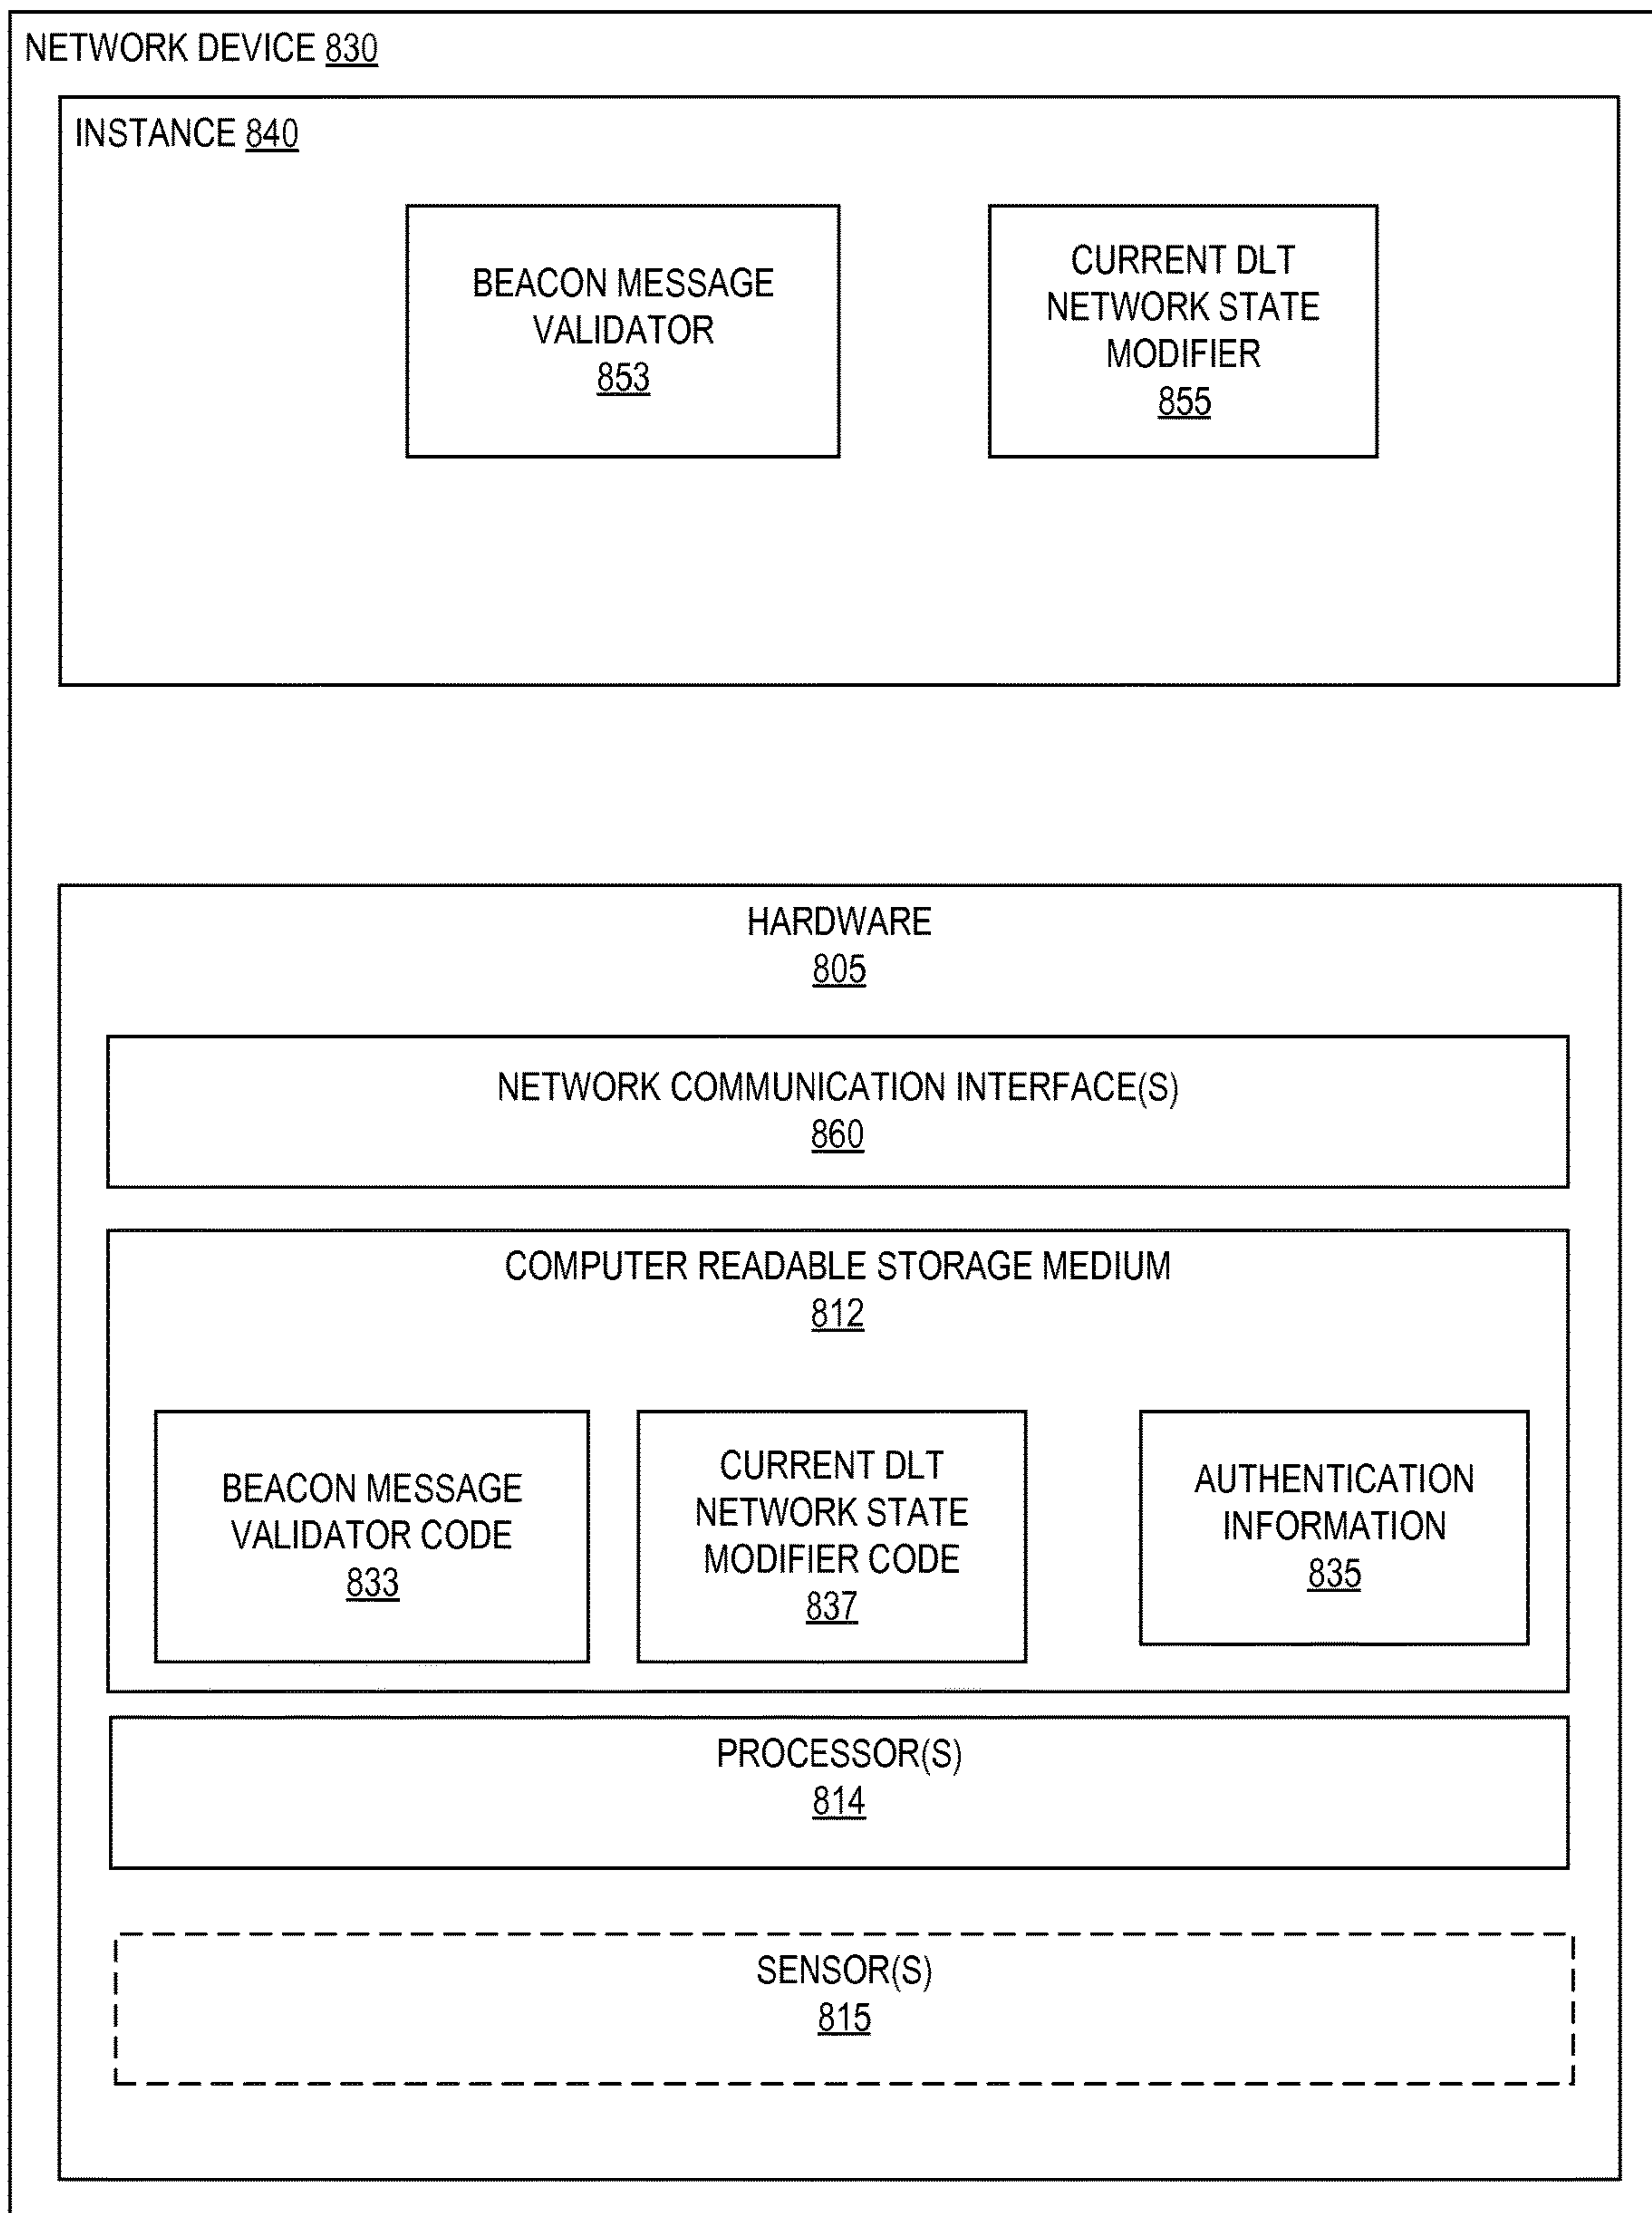 NETWORK DEVICE 830
INSTANCE 840
BEACON MESSAGE
VALIDATOR
853
CURRENT DLT
NETWORK STATE
MODIFIER
855
HARDWARE
805
NETWORK COMMUNICATION INTERFACE(S)
860
COMPUTER READABLE STORAGE MEDIUM
812
BEACON MESSAGE
VALIDATOR CODE
833
CURRENT DLT
NETWORK STATE
MODIFIER CODE
837
AUTHENTICATION
INFORMATION
835
PROCESSOR(S)
814
SENSOR(S)
815